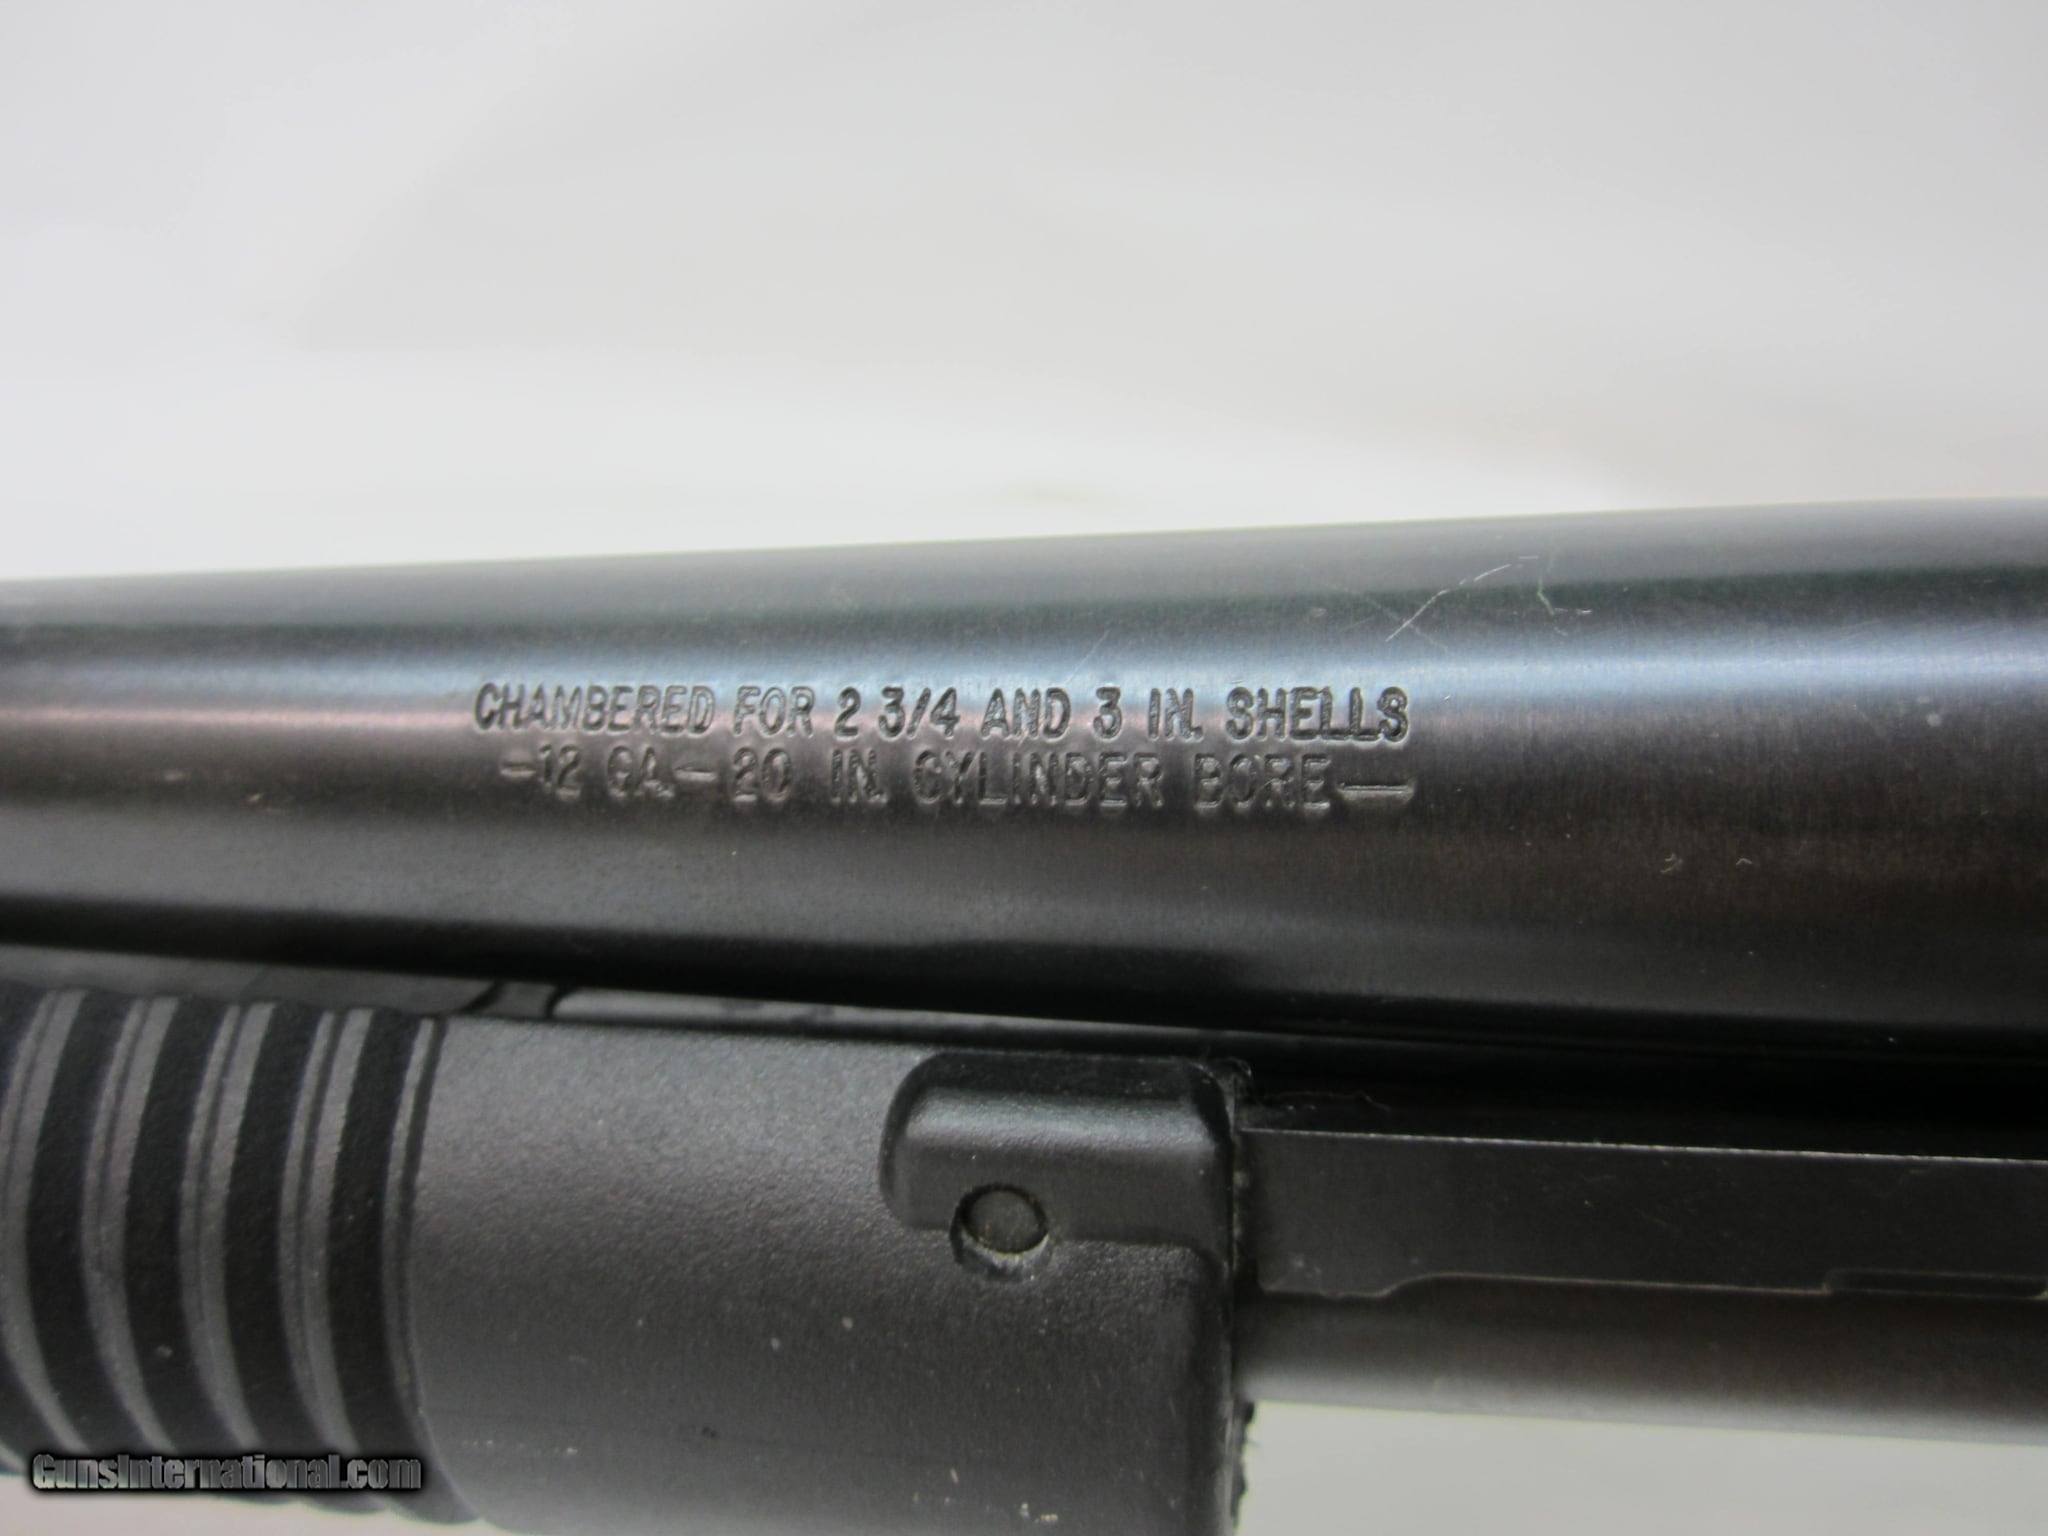 CHAMBERED FOR 2 3/4 AND 3 IN. SHELLS
-12 GA.-20 IN. CYLINDER BORE-
GunsInternational.com